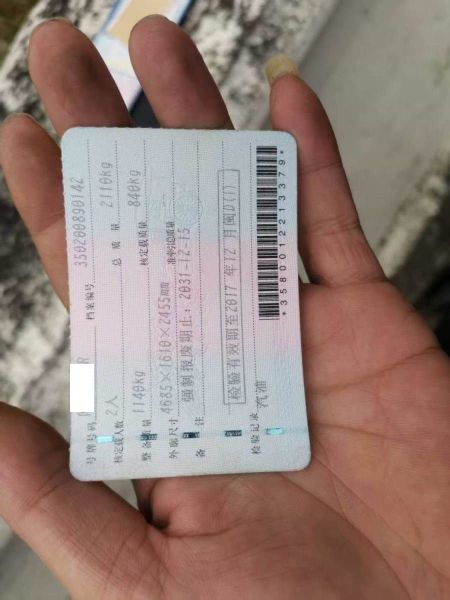 号牌号码 R 档案编号 350200890142
核定载人数 2人 总质量 2110kg
整备质量 1140kg 核定载质量 840kg
外廓尺寸 4685×1610×2455mm 准牵引总质量
备注 强制报废期止：2031-12-15
检验有效期至2017年12月闽D(1)
检验记录 汽油
*3580012213379*